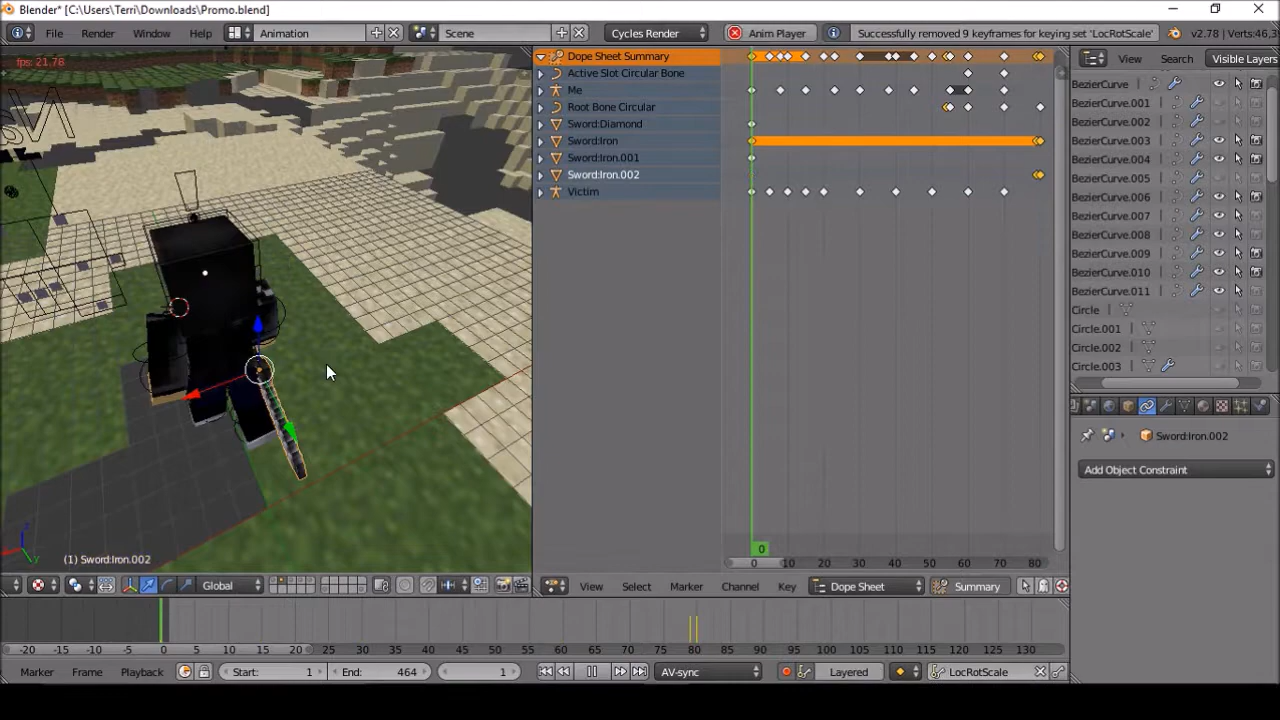 Blender* [C:\Users\Terri\Downloads\Promo.blend]
File Render Window Help Animation Scene Cycles Render Anim Player Successfully removed 9 keyframes for keying set 'LocRotScale' v2.78 | Verts:46,3
fps: 21.78
Dope Sheet Summary
Active Slot Circular Bone
Me
Root Bone Circular
Sword:Diamond
Sword:Iron
Sword:Iron.001
Sword:Iron.002
Victim
View Search Visible Layers
BezierCurve
BezierCurve.001
BezierCurve.002
BezierCurve.003
BezierCurve.004
BezierCurve.005
BezierCurve.006
BezierCurve.007
BezierCurve.008
BezierCurve.009
BezierCurve.010
BezierCurve.011
Circle
Circle.001
Circle.002
Circle.003
Sword:Iron.002
Add Object Constraint
(1) Sword:Iron.002
0
0 10 20 30 40 50 60 70 80
Global
View Select Marker Channel Key Dope Sheet Summary
-20 -15 -10 -5 0 5 10 15 20 25 30 35 40 45 50 55 60 65 70 75 80 85 90 95 100 105 110 115 120 125 130
Marker Frame Playback Start: 1 End: 464 1 AV-sync Layered LocRotScale